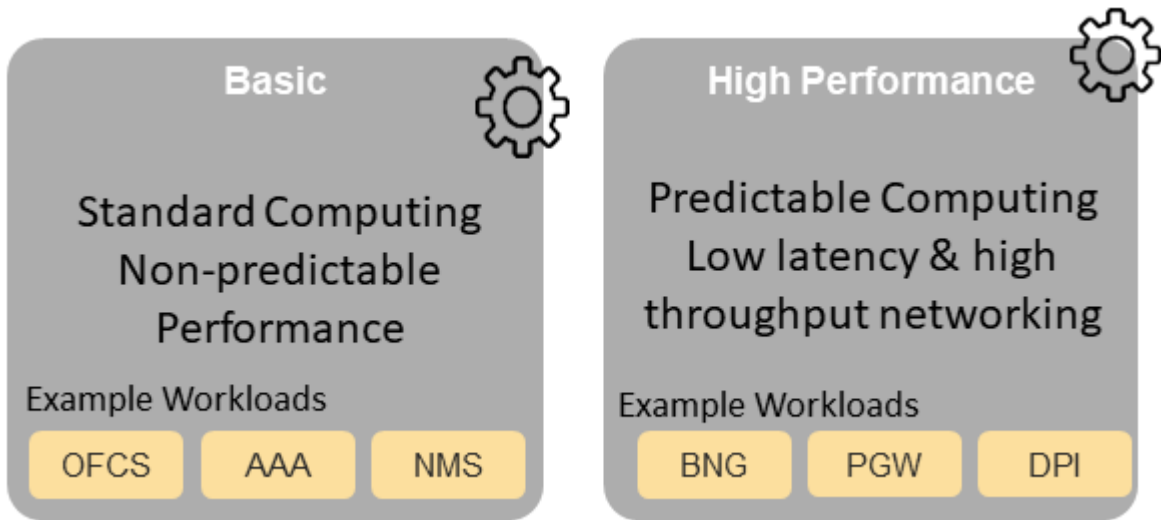 Basic
Standard Computing
Non-predictable
Performance
Example Workloads
OFCS
AAA
NMS
High Performance
Predictable Computing
Low latency & high
throughput networking
Example Workloads
BNG
PGW
DPI